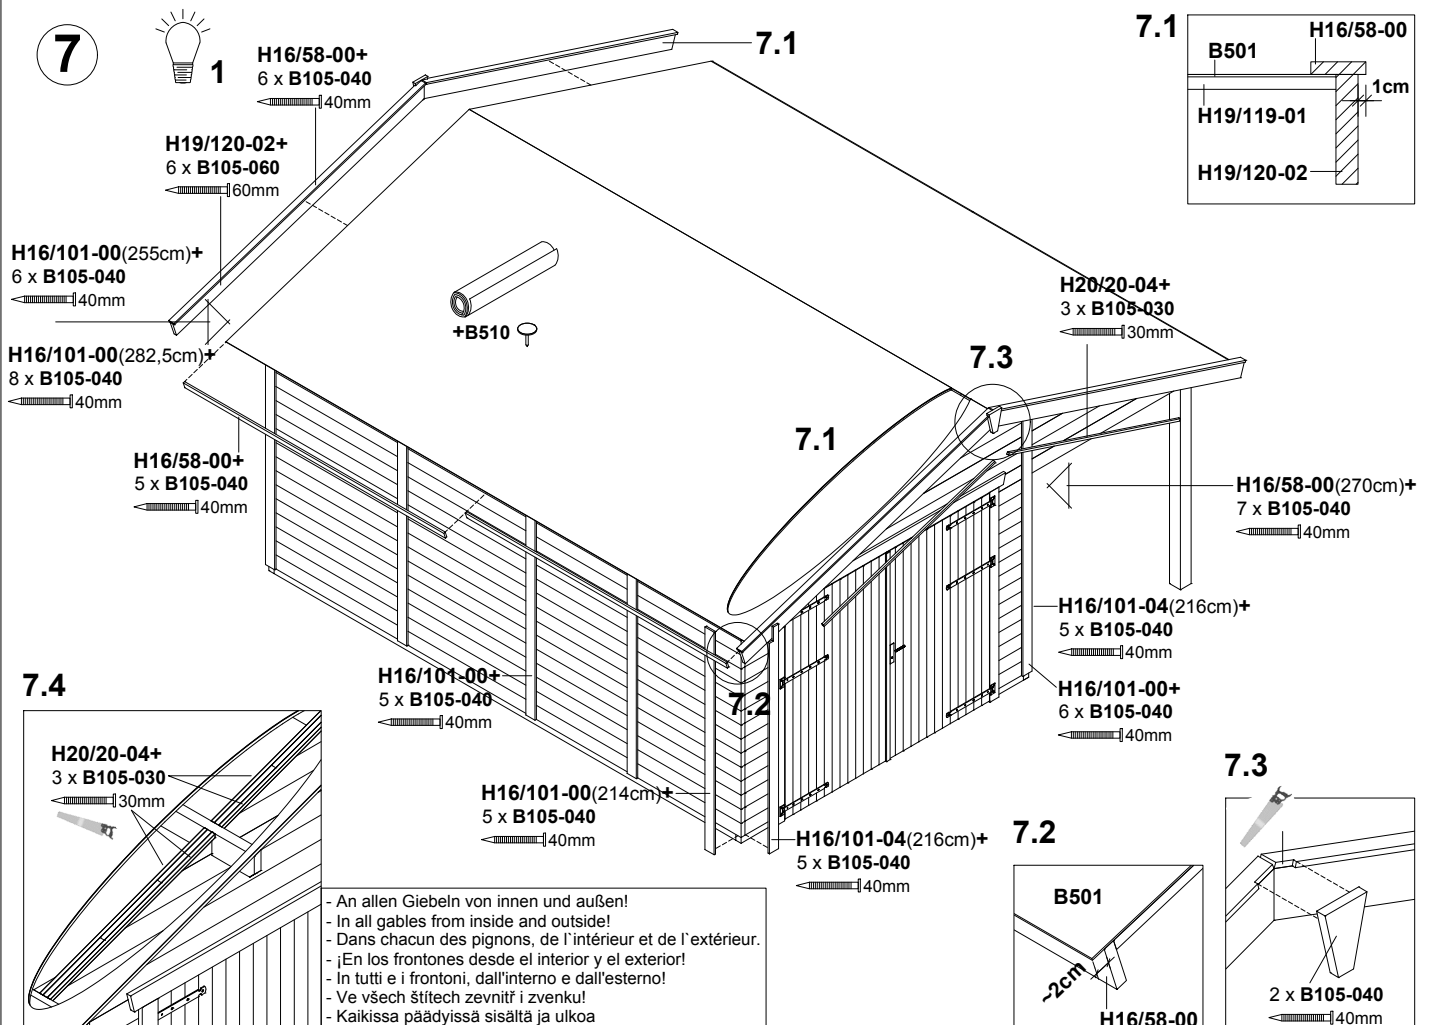 7
1
H16/58-00+
6 x B105-040
40mm
H19/120-02+
6 x B105-060
60mm
H16/101-00(255cm)+
6 x B105-040
40mm
H16/101-00(282,5cm)+
8 x B105-040
40mm
H16/58-00+
5 x B105-040
40mm
7.1
+B510
7.1
B501
H16/58-00
1cm
H19/119-01
H19/120-02
H20/20-04+
3 x B105-030
30mm
7.3
7.1
H16/58-00(270cm)+
7 x B105-040
40mm
H16/101-04(216cm)+
5 x B105-040
40mm
H16/101-00+
6 x B105-040
40mm
H16/101-00+
5 x B105-040
40mm
7.2
H16/101-00(214cm)+
5 x B105-040
40mm
H16/101-04(216cm)+
5 x B105-040
40mm
7.4
H20/20-04+
3 x B105-030
30mm
- An allen Giebeln von innen und außen!
- In all gables from inside and outside!
- Dans chacun des pignons, de l`intérieur et de l`extérieur.
- ¡En los frontones desde el interior y el exterior!
- In tutti e i frontoni, dall'interno e dall'esterno!
- Ve všech štítech zevnitř i zvenku!
- Kaikissa päädyissä sisältä ja ulkoa
7.2
B501
~2cm
H16/58-00
7.3
2 x B105-040
40mm